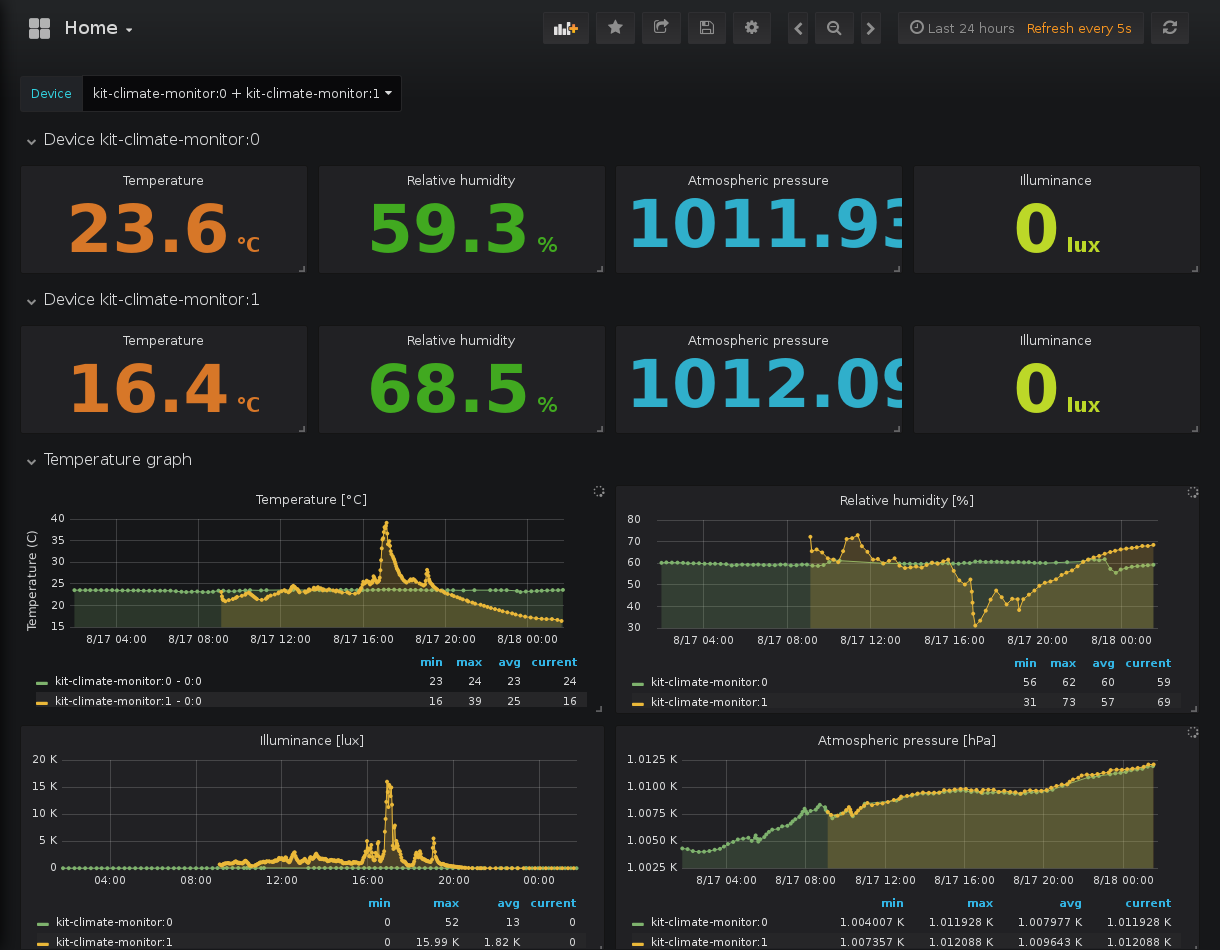 Home
Last 24 hours Refresh every 5s
Device kit-climate-monitor:0 + kit-climate-monitor:1
Device kit-climate-monitor:0
Temperature Relative humidity Atmospheric pressure Illuminance
23.6 °C 59.3 % 1011.93 0 lux
Device kit-climate-monitor:1
Temperature Relative humidity Atmospheric pressure Illuminance
16.4 °C 68.5 % 1012.09 0 lux
Temperature graph
Temperature [°C]
Temperature (C)
40
35
30
25
20
15
8/17 04:00 8/17 08:00 8/17 12:00 8/17 16:00 8/17 20:00 8/18 00:00
min max avg current
kit-climate-monitor:0 - 0:0 23 24 23 24
kit-climate-monitor:1 - 0:0 16 39 25 16
Relative humidity [%]
80
70
60
50
40
30
8/17 04:00 8/17 08:00 8/17 12:00 8/17 16:00 8/17 20:00 8/18 00:00
min max avg current
kit-climate-monitor:0 56 62 60 59
kit-climate-monitor:1 31 73 57 69
Illuminance [lux]
20 K
15 K
10 K
5 K
0
04:00 08:00 12:00 16:00 20:00 00:00
min max avg current
kit-climate-monitor:0 0 52 13 0
kit-climate-monitor:1 0 15.99 K 1.82 K 0
Atmospheric pressure [hPa]
1.0125 K
1.0100 K
1.0075 K
1.0050 K
1.0025 K
8/17 04:00 8/17 08:00 8/17 12:00 8/17 16:00 8/17 20:00 8/18 00:00
min max avg current
kit-climate-monitor:0 1.004007 K 1.011928 K 1.007977 K 1.011928 K
kit-climate-monitor:1 1.007357 K 1.012088 K 1.009643 K 1.012088 K